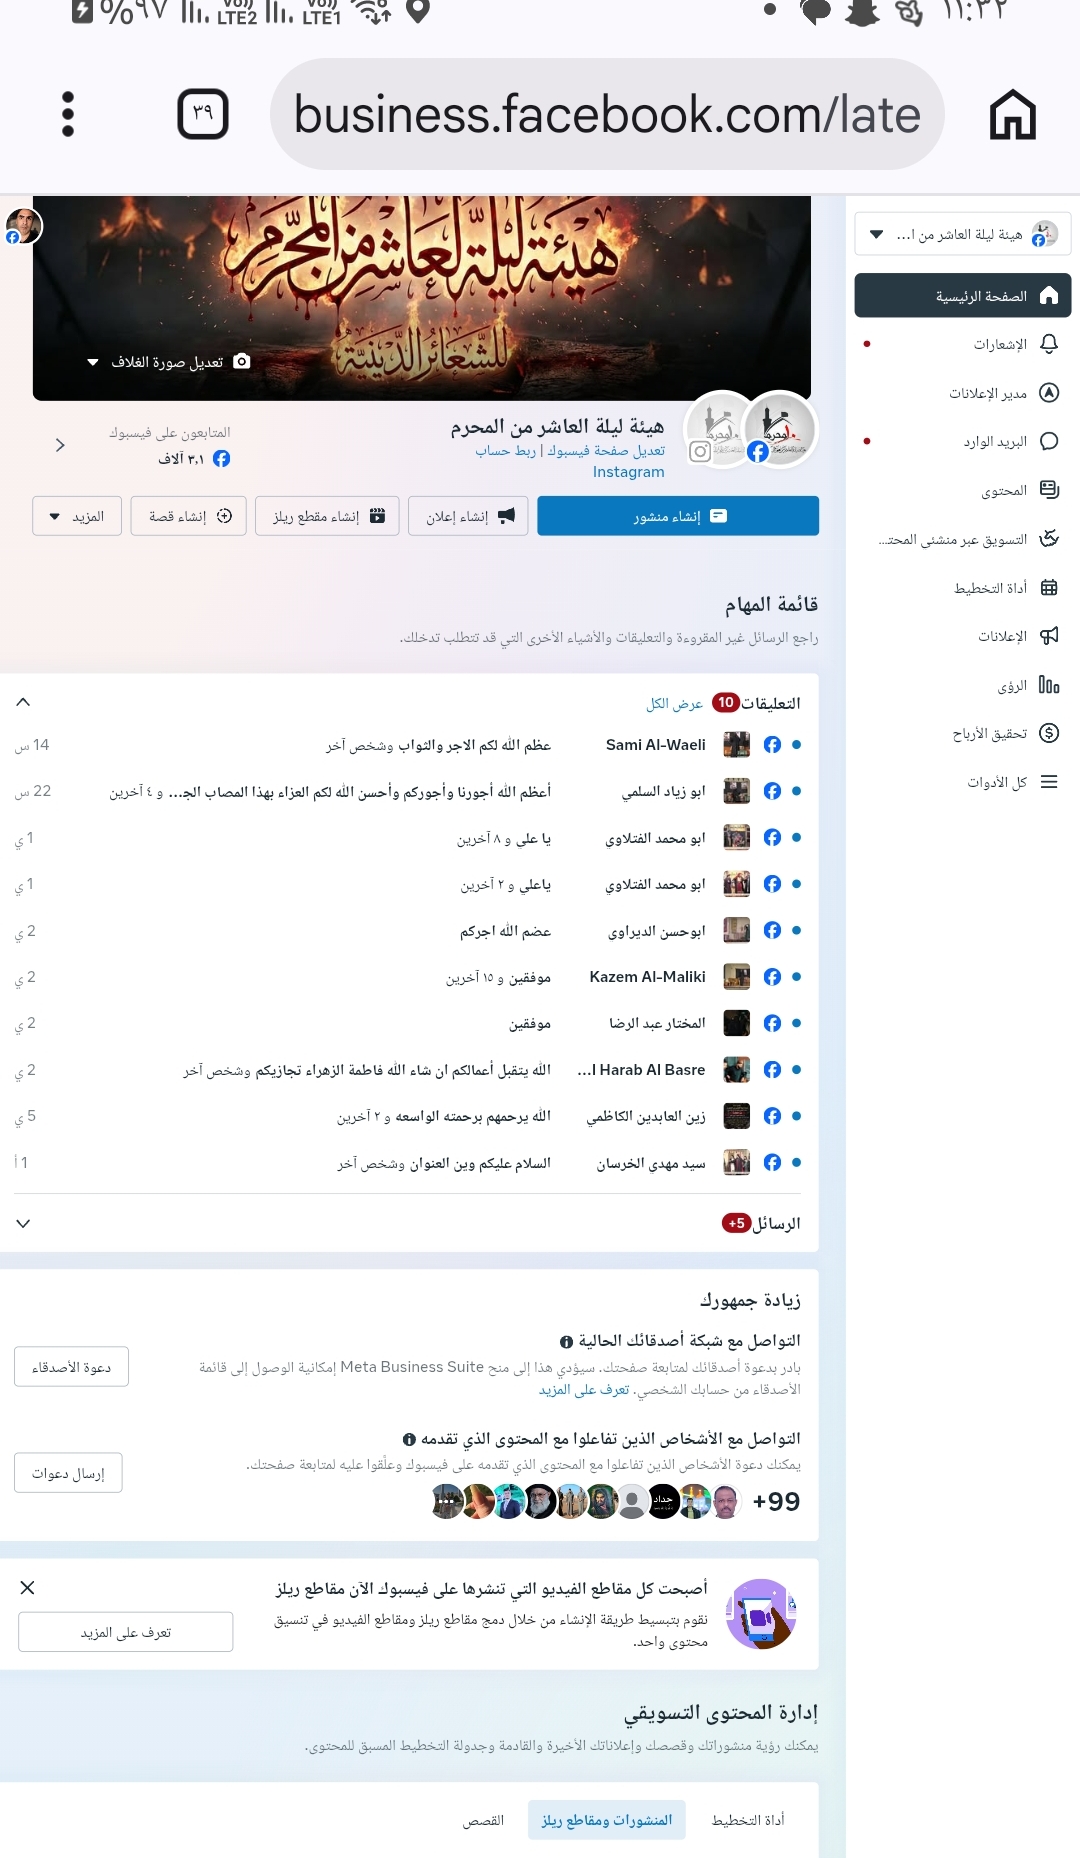 ١١:٣٢
LTE1 LTE2 %٩٧
business.facebook.com/late
٣٩
هيئة ليلة العاشر من ا...
الصفحة الرئيسية
الإشعارات
مدير الإعلانات
البريد الوارد
المحتوى
التسويق عبر منشئي المحتـ...
أداة التخطيط
الإعلانات
الرؤى
تحقيق الأرباح
كل الأدوات
هيئة ليلة العاشر من المحرم
للشعائر الدينية
تعديل صورة الغلاف
هيئة ليلة العاشر من المحرم
تعديل صفحة فيسبوك | ربط حساب
Instagram
المتابعون على فيسبوك
٣,١ آلاف
إنشاء منشور
إنشاء إعلان
إنشاء مقطع ريلز
إنشاء قصة
المزيد
قائمة المهام
راجع الرسائل غير المقروءة والتعليقات والأشياء الأخرى التي قد تتطلب تدخلك.
التعليقات 10 عرض الكل
Sami Al-Waeli عظم الله لكم الاجر والثواب وشخص آخر 14 س
ابو زياد السلمي أعظم الله أجورنا وأجوركم وأحسن الله لكم العزاء بهذا المصاب الجـ... و ٤ آخرين 22 س
ابو محمد الفتلاوي يا علي و ٨ آخرين 1 ي
ابو محمد الفتلاوي ياعلي و ٢ آخرين 1 ي
ابوحسن الديراوى عضم الله اجركم 2 ي
Kazem Al-Maliki موفقين و ١٥ آخرين 2 ي
المختار عبد الرضا موفقين 2 ي
...l Harab Al Basre الله يتقبل أعمالكم ان شاء الله فاطمة الزهراء تجازيكم وشخص آخر 2 ي
زين العابدين الكاظمي الله يرحمهم برحمته الواسعه و ٢ آخرين 5 ي
سيد مهدي الخرسان السلام عليكم وين العنوان وشخص آخر 1 أ
الرسائل 5+
زيادة جمهورك
التواصل مع شبكة أصدقائك الحالية
بادر بدعوة أصدقائك لمتابعة صفحتك. سيؤدي هذا إلى منح Meta Business Suite إمكانية الوصول إلى قائمة
الأصدقاء من حسابك الشخصي. تعرف على المزيد
دعوة الأصدقاء
التواصل مع الأشخاص الذين تفاعلوا مع المحتوى الذي تقدمه
يمكنك دعوة الأشخاص الذين تفاعلوا مع المحتوى الذي تقدمه على فيسبوك وعلّقوا عليه لمتابعة صفحتك.
إرسال دعوات
+99
حداد
أصبحت كل مقاطع الفيديو التي تنشرها على فيسبوك الآن مقاطع ريلز
نقوم بتبسيط طريقة الإنشاء من خلال دمج مقاطع ريلز ومقاطع الفيديو في تنسيق
محتوى واحد.
تعرف على المزيد
إدارة المحتوى التسويقي
يمكنك رؤية منشوراتك وقصصك وإعلاناتك الأخيرة والقادمة وجدولة التخطيط المسبق للمحتوى.
أداة التخطيط
المنشورات ومقاطع ريلز
القصص